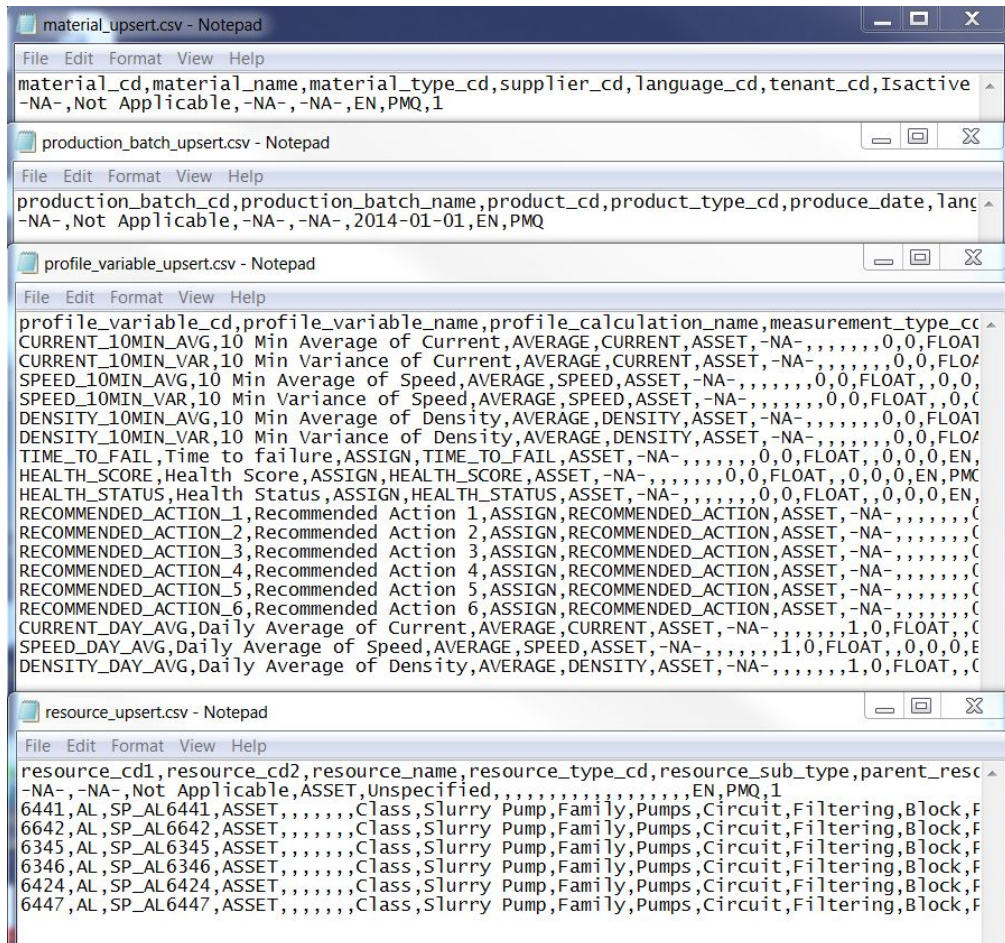 material_upsert.csv - Notepad
File Edit Format View Help
material_cd,material_name,material_type_cd,supplier_cd,language_cd,tenant_cd,Isactive
-NA-,Not Applicable,-NA-,-NA-,EN,PMQ,1
production_batch_upsert.csv - Notepad
File Edit Format View Help
production_batch_cd,production_batch_name,product_cd,product_type_cd,produce_date,lang
-NA-,Not Applicable,-NA-,-NA-,2014-01-01,EN,PMQ
profile_variable_upsert.csv - Notepad
File Edit Format View Help
profile_variable_cd,profile_variable_name,profile_calculation_name,measurement_type_cd
CURRENT_10MIN_AVG,10 Min Average of Current,AVERAGE,CURRENT,ASSET,-NA-,,,,,,,0,0,FLOAT
CURRENT_10MIN_VAR,10 Min Variance of Current,AVERAGE,CURRENT,ASSET,-NA-,,,,,,,0,0,FLOA
SPEED_10MIN_AVG,10 Min Average of Speed,AVERAGE,SPEED,ASSET,-NA-,,,,,,,0,0,FLOAT,,0,0,
SPEED_10MIN_VAR,10 Min Variance of Speed,AVERAGE,SPEED,ASSET,-NA-,,,,,,,0,0,FLOAT,,0,0
DENSITY_10MIN_AVG,10 Min Average of Density,AVERAGE,DENSITY,ASSET,-NA-,,,,,,,0,0,FLOAT
DENSITY_10MIN_VAR,10 Min Variance of Density,AVERAGE,DENSITY,ASSET,-NA-,,,,,,,0,0,FLOA
TIME_TO_FAIL,Time to failure,ASSIGN,TIME_TO_FAIL,ASSET,-NA-,,,,,,,0,0,FLOAT,,0,0,0,EN,
HEALTH_SCORE,Health Score,ASSIGN,HEALTH_SCORE,ASSET,-NA-,,,,,,,0,0,FLOAT,,0,0,0,EN,PMQ
HEALTH_STATUS,Health Status,ASSIGN,HEALTH_STATUS,ASSET,-NA-,,,,,,,0,0,FLOAT,,0,0,0,EN,
RECOMMENDED_ACTION_1,Recommended Action 1,ASSIGN,RECOMMENDED_ACTION,ASSET,-NA-,,,,,,,0
RECOMMENDED_ACTION_2,Recommended Action 2,ASSIGN,RECOMMENDED_ACTION,ASSET,-NA-,,,,,,,0
RECOMMENDED_ACTION_3,Recommended Action 3,ASSIGN,RECOMMENDED_ACTION,ASSET,-NA-,,,,,,,0
RECOMMENDED_ACTION_4,Recommended Action 4,ASSIGN,RECOMMENDED_ACTION,ASSET,-NA-,,,,,,,0
RECOMMENDED_ACTION_5,Recommended Action 5,ASSIGN,RECOMMENDED_ACTION,ASSET,-NA-,,,,,,,0
RECOMMENDED_ACTION_6,Recommended Action 6,ASSIGN,RECOMMENDED_ACTION,ASSET,-NA-,,,,,,,0
CURRENT_DAY_AVG,Daily Average of Current,AVERAGE,CURRENT,ASSET,-NA-,,,,,,,1,0,FLOAT,,0
SPEED_DAY_AVG,Daily Average of Speed,AVERAGE,SPEED,ASSET,-NA-,,,,,,,1,0,FLOAT,,0,0,0,E
DENSITY_DAY_AVG,Daily Average of Density,AVERAGE,DENSITY,ASSET,-NA-,,,,,,,1,0,FLOAT,,0
resource_upsert.csv - Notepad
File Edit Format View Help
resource_cd1,resource_cd2,resource_name,resource_type_cd,resource_sub_type,parent_resc
-NA-,-NA-,Not Applicable,ASSET,Unspecified,,,,,,,,,,,,,,,,,,EN,PMQ,1
6441,AL,SP_AL6441,ASSET,,,,,,,Class,Slurry Pump,Family,Pumps,Circuit,Filtering,Block,F
6642,AL,SP_AL6642,ASSET,,,,,,,Class,Slurry Pump,Family,Pumps,Circuit,Filtering,Block,F
6345,AL,SP_AL6345,ASSET,,,,,,,Class,Slurry Pump,Family,Pumps,Circuit,Filtering,Block,F
6346,AL,SP_AL6346,ASSET,,,,,,,Class,Slurry Pump,Family,Pumps,Circuit,Filtering,Block,F
6424,AL,SP_AL6424,ASSET,,,,,,,Class,Slurry Pump,Family,Pumps,Circuit,Filtering,Block,F
6447,AL,SP_AL6447,ASSET,,,,,,,Class,Slurry Pump,Family,Pumps,Circuit,Filtering,Block,F